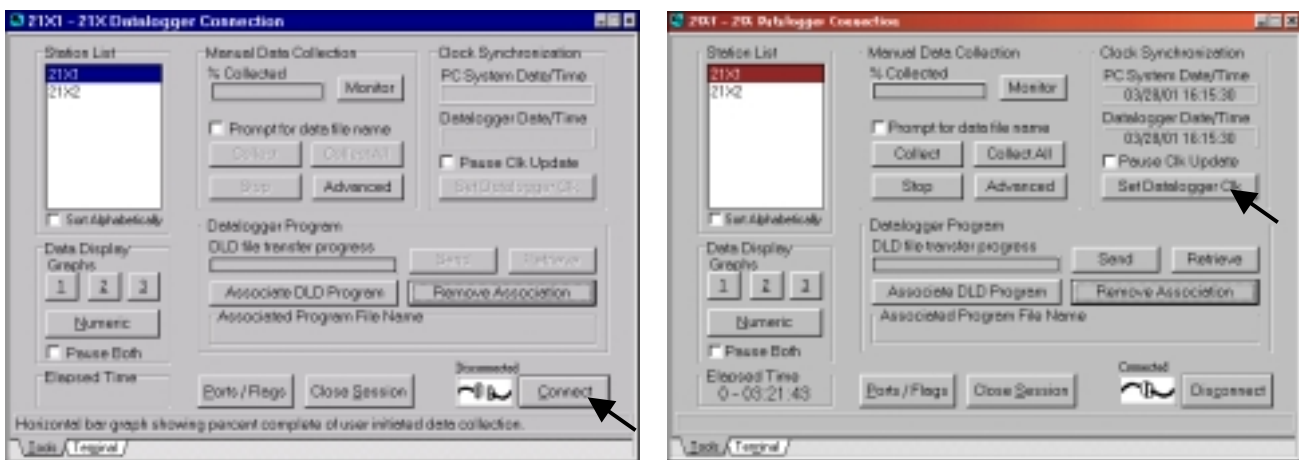 21X1 - 21X Datalogger Connection
Station List
21X1
21X2
Sort Alphabetically
Manual Data Collection
% Collected
Monitor
Prompt for data file name
Collect
Collect All
Stop
Advanced
Clock Synchronization
PC System Date/Time
Datalogger Date/Time
Pause Clk Update
Set Datalogger Clk
Data Display
Graphs
1 2 3
Numeric
Pause Both
Elapsed Time
Datalogger Program
DLD file transfer progress
Send
Retrieve
Associate DLD Program
Remove Association
Associated Program File Name
Ports / Flags
Close Session
Disconnected
Connect
Horizontal bar graph showing percent complete of user initiated data collection.
Tools
Terminal
21X1 - 21X Datalogger Connection
Station List
21X1
21X2
Sort Alphabetically
Manual Data Collection
% Collected
Monitor
Prompt for data file name
Collect
Collect All
Stop
Advanced
Clock Synchronization
PC System Date/Time
03/28/01 16:15:30
Datalogger Date/Time
03/28/01 16:15:30
Pause Clk Update
Set Datalogger Clk
Data Display
Graphs
1 2 3
Numeric
Pause Both
Elapsed Time
0 - 03:21:43
Datalogger Program
DLD file transfer progress
Send
Retrieve
Associate DLD Program
Remove Association
Associated Program File Name
Ports / Flags
Close Session
Connected
Disconnect
Tools
Terminal